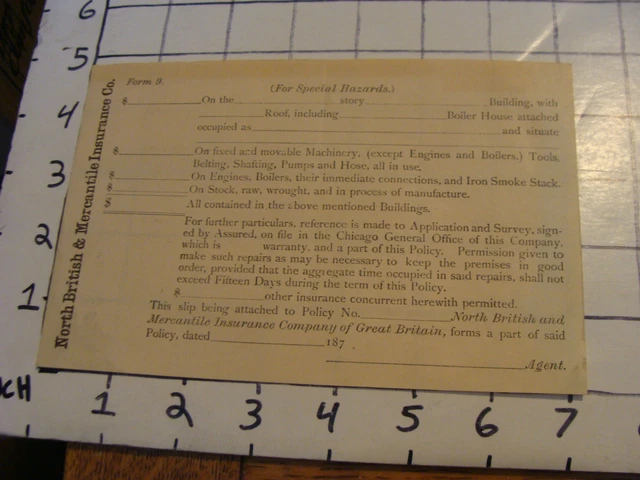 North British & Mercantile Insurance Co.
Form 9.
(For Special Hazards.)
$ On the story Building, with
Roof, including Boiler House attached
occupied as and situate
$ On fixed and movable Machinery, (except Engines and Boilers,) Tools,
Belting, Shafting, Pumps and Hose, all in use.
$ On Engines, Boilers, their immediate connections, and Iron Smoke Stack.
$ On Stock, raw, wrought, and in process of manufacture.
$ All contained in the above mentioned Buildings.
For further particulars, reference is made to Application and Survey, sign-
ed by Assured, on file in the Chicago General Office of this Company,
which is warranty, and a part of this Policy. Permission given to
make such repairs as may be necessary to keep the premises in good
order, provided that the aggregate time occupied in said repairs, shall not
exceed Fifteen Days during the term of this Policy.
$ other insurance concurrent herewith permitted.
This slip being attached to Policy No. North British and
Mercantile Insurance Company of Great Britain, forms a part of said
Policy, dated 187
Agent.
6
5
4
3
2
1
CH
1 2 3 4 5 6 7